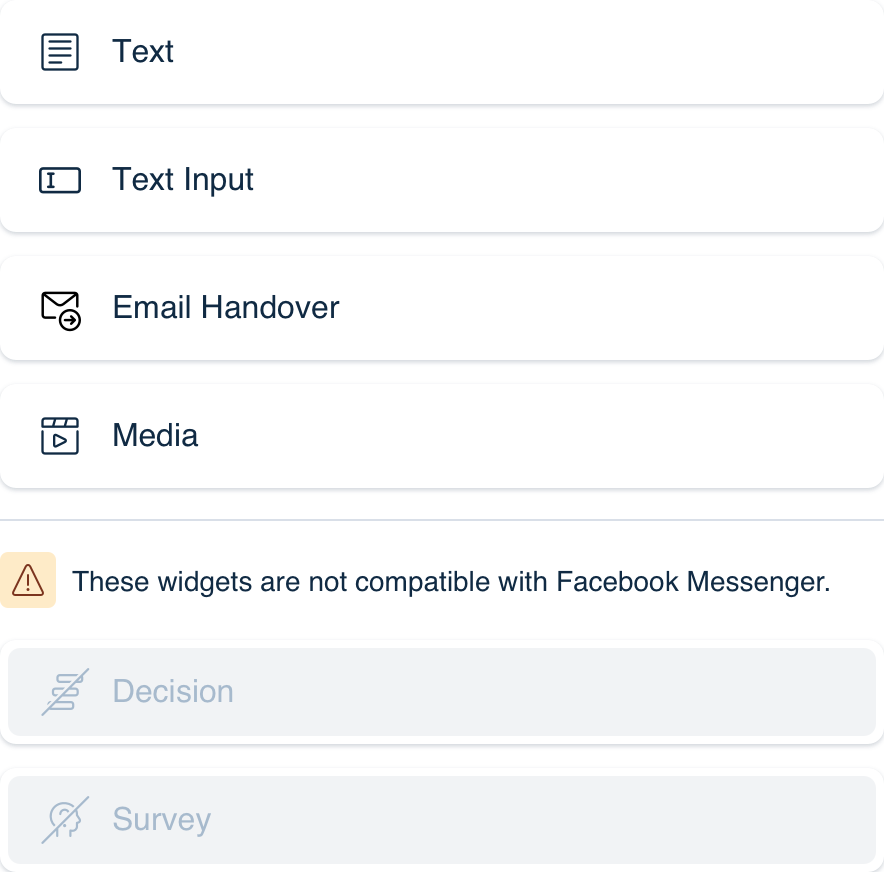 Text
Text Input
Email Handover
Media
These widgets are not compatible with Facebook Messenger.
Decision
Survey